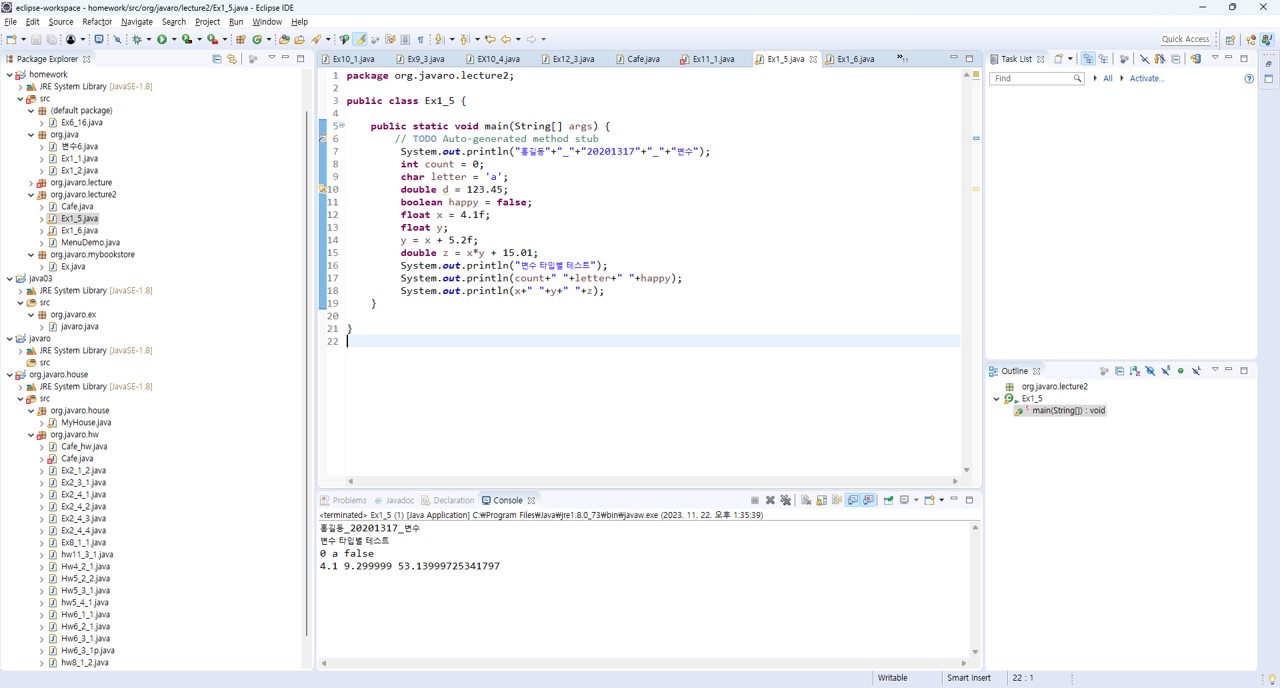 eclipse-workspace - homework/src/org/javaro/lecture2/Ex1_5.java - Eclipse IDE
File Edit Source Refactor Navigate Search Project Run Window Help
Quick Access
Package Explorer
homework
JRE System Library [JavaSE-1.8]
src
(default package)
Ex6_16.java
org.java
변수6.java
Ex1_1.java
Ex1_2.java
org.javaro.lecture
org.javaro.lecture2
Cafe.java
Ex1_5.java
Ex1_6.java
MenuDemo.java
org.javaro.mybookstore
Ex.java
java03
JRE System Library [JavaSE-1.8]
src
org.javaro.ex
javaro.java
javaro
JRE System Library [JavaSE-1.8]
src
org.javaro.house
JRE System Library [JavaSE-1.8]
src
org.javaro.house
MyHouse.java
org.javaro.hw
Cafe_hw.java
Cafe.java
Ex2_1_2.java
Ex2_3_1.java
Ex2_4_1.java
Ex2_4_2.java
Ex2_4_3.java
Ex2_4_4.java
Ex8_1_1.java
hw11_3_1.java
Hw4_2_1.java
Hw5_2_2.java
Hw5_3_1.java
hw5_4_1.java
Hw6_1_1.java
Hw6_2_1.java
Hw6_3_1.java
Hw6_3_1p.java
hw8_1_2.java
Ex10_1.java Ex9_3.java EX10_4.java Ex12_3.java Cafe.java Ex11_1.java Ex1_5.java Ex1_6.java »11
1 package org.javaro.lecture2;
2
3 public class Ex1_5 {
4
5 public static void main(String[] args) {
6 // TODO Auto-generated method stub
7 System.out.println("홍길동"+"_"+"20201317"+"_"+"변수");
8 int count = 0;
9 char letter = 'a';
10 double d = 123.45;
11 boolean happy = false;
12 float x = 4.1f;
13 float y;
14 y = x + 5.2f;
15 double z = x*y + 15.01;
16 System.out.println("변수 타입별 테스트");
17 System.out.println(count+" "+letter+" "+happy);
18 System.out.println(x+" "+y+" "+z);
19 }
20
21 }
22
Problems Javadoc Declaration Console
<terminated> Ex1_5 (1) [Java Application] C:₩Program Files₩Java₩jre1.8.0_73₩bin₩javaw.exe (2023. 11. 22. 오후 1:35:39)
홍길동_20201317_변수
변수 타입별 테스트
0 a false
4.1 9.299999 53.13999725341797
Task List
Find All Activate...
Outline
org.javaro.lecture2
Ex1_5
main(String[]) : void
Writable Smart Insert 22 : 1